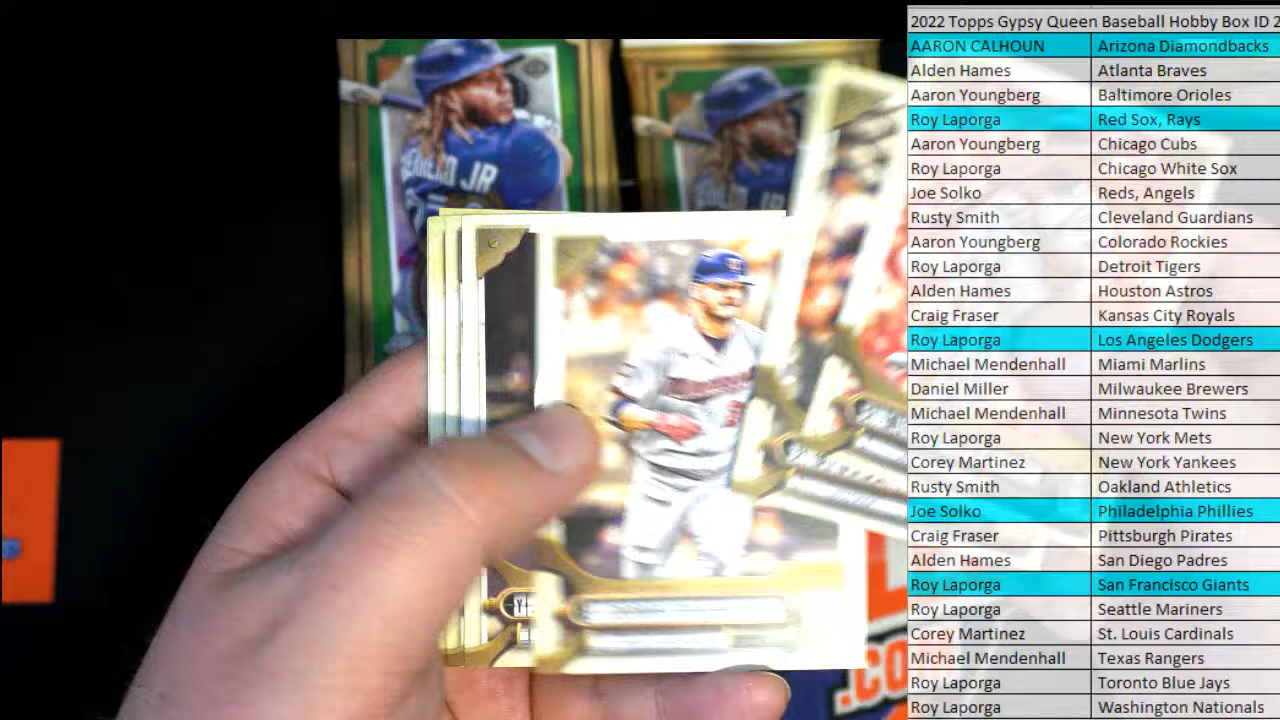 2022 Topps Gypsy Queen Baseball Hobby Box ID 2
AARON CALHOUN Arizona Diamondbacks
Alden Hames Atlanta Braves
Aaron Youngberg Baltimore Orioles
Roy Laporga Red Sox, Rays
Aaron Youngberg Chicago Cubs
Roy Laporga Chicago White Sox
Joe Solko Reds, Angels
Rusty Smith Cleveland Guardians
Aaron Youngberg Colorado Rockies
Roy Laporga Detroit Tigers
Alden Hames Houston Astros
Craig Fraser Kansas City Royals
Roy Laporga Los Angeles Dodgers
Michael Mendenhall Miami Marlins
Daniel Miller Milwaukee Brewers
Michael Mendenhall Minnesota Twins
Roy Laporga New York Mets
Corey Martinez New York Yankees
Rusty Smith Oakland Athletics
Joe Solko Philadelphia Phillies
Craig Fraser Pittsburgh Pirates
Alden Hames San Diego Padres
Roy Laporga San Francisco Giants
Roy Laporga Seattle Mariners
Corey Martinez St. Louis Cardinals
Michael Mendenhall Texas Rangers
Roy Laporga Toronto Blue Jays
Roy Laporga Washington Nationals
JR
.CO